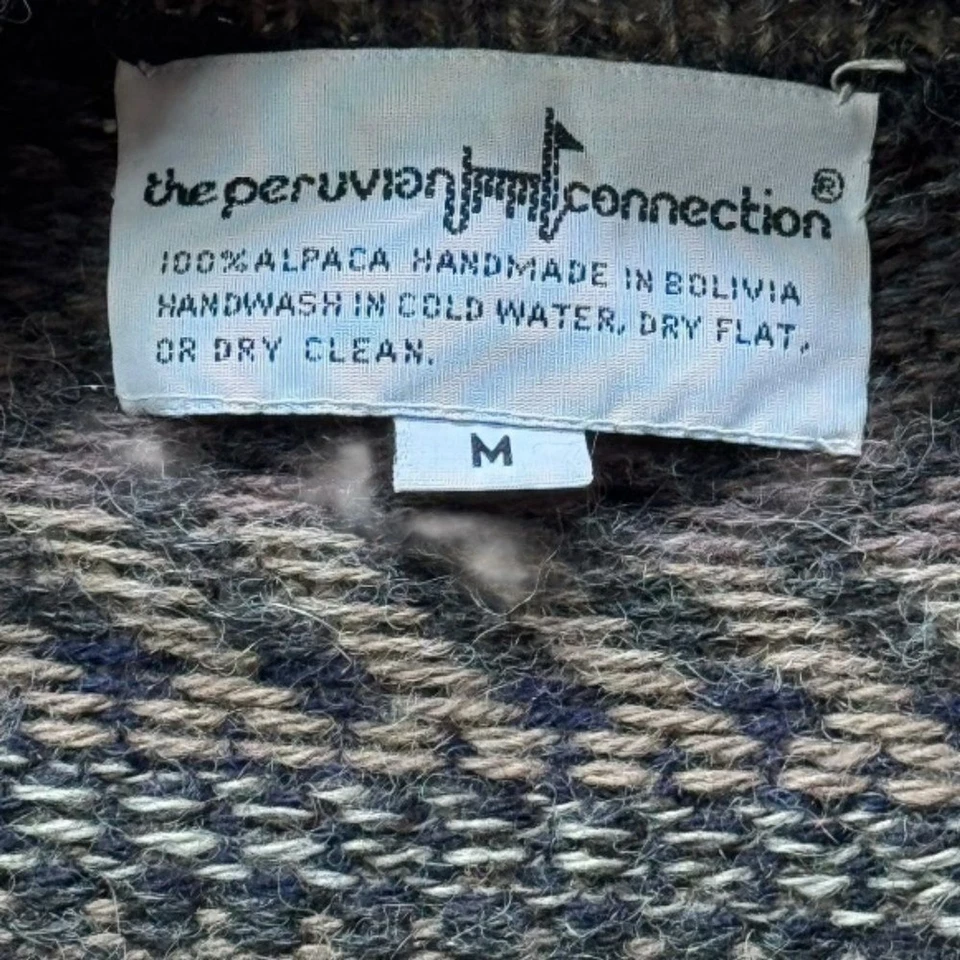 the peruvian connection®
100% ALPACA HANDMADE IN BOLIVIA
HANDWASH IN COLD WATER, DRY FLAT,
OR DRY CLEAN.
M